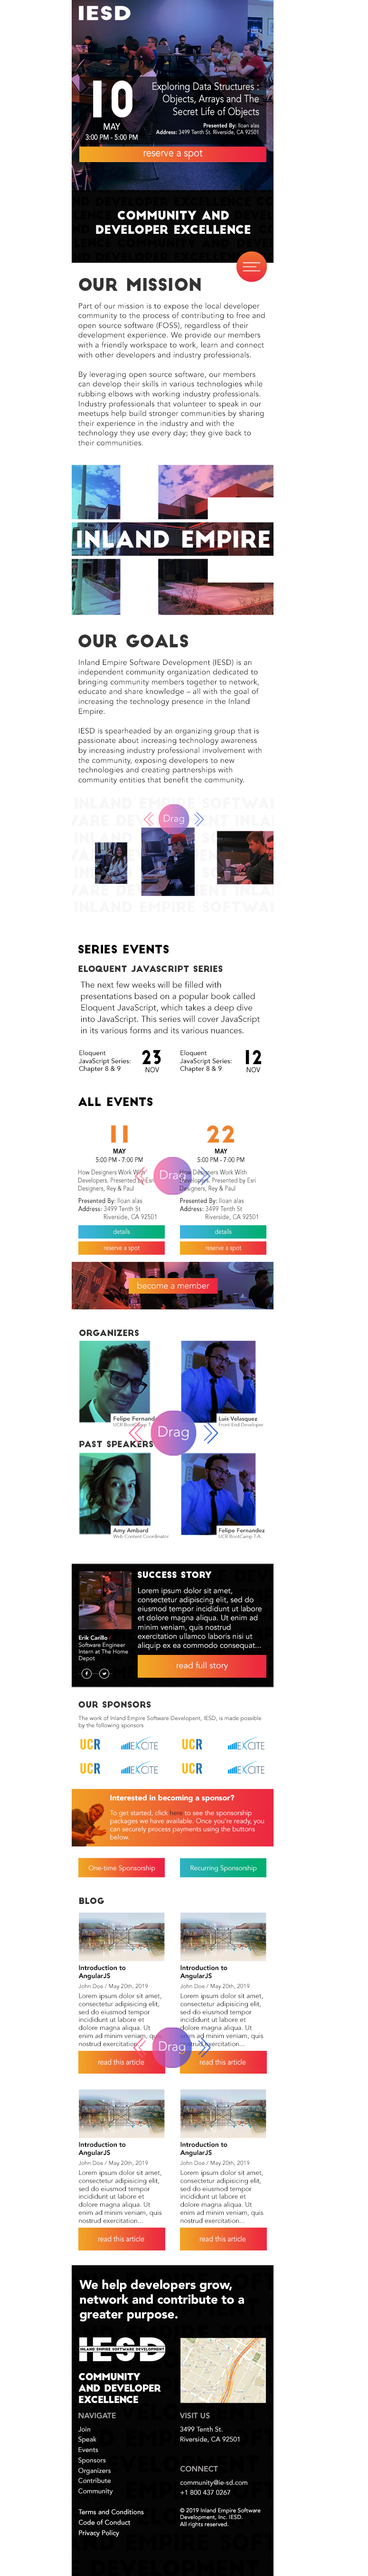 IESD
10
MAY
3:00 PM - 5:00 PM
Exploring Data Structures :
Objects, Arrays and The
Secret Life of Objects
Presented By: Iloan alas
Address: 3499 Tenth St. Riverside, CA 92501
reserve a spot
COMMUNITY AND
DEVELOPER EXCELLENCE
OUR MISSION
Part of our mission is to expose the local developer
community to the process of contributing to free and
open source software (FOSS), regardless of their
development experience. We provide our members
with a friendly workspace to work, learn and connect
with other developers and industry professionals.
By leveraging open source software, our members
can develop their skills in various technologies while
rubbing elbows with working industry professionals.
Industry professionals that volunteer to speak in our
meetups help build stronger communities by sharing
their experience in the industry and with the
technology they use every day; they give back to
their communities.
INLAND EMPIRE
OUR GOALS
Inland Empire Software Development (IESD) is an
independent community organization dedicated to
bringing community members together to network,
educate and share knowledge – all with the goal of
increasing the technology presence in the Inland
Empire.
IESD is spearheaded by an organizing group that is
passionate about increasing technology awareness
by increasing industry professional involvement with
the community, exposing developers to new
technologies and creating partnerships with
community entities that benefit the community.
INLAND EMPIRE SOFTWA
Drag
INLAND EMPIRE SOFTWA
SERIES EVENTS
ELOQUENT JAVASCRIPT SERIES
The next few weeks will be filled with
presentations based on a popular book called
Eloquent JavaScript, which takes a deep dive
into JavaScript. This series will cover JavaScript
in its various forms and its various nuances.
Eloquent
JavaScript Series:
Chapter 8 & 9
23
NOV
Eloquent
JavaScript Series:
Chapter 8 & 9
12
NOV
ALL EVENTS
11
MAY
5:00 PM - 7:00 PM
How Designers Work With
Developers. Presented by Esri
Designers, Rey & Paul
Presented By: Iloan alas
Address: 3499 Tenth St
Riverside, CA 92501
details
reserve a spot
Drag
22
MAY
5:00 PM - 7:00 PM
How Designers Work With
Developers. Presented by Esri
Designers, Rey & Paul
Presented By: Iloan alas
Address: 3499 Tenth St
Riverside, CA 92501
details
reserve a spot
become a member
ORGANIZERS
Felipe Fernand
UCR BootCamp T.
Luis Velasquez
Front-End Developer
Drag
PAST SPEAKERS
Amy Ambard
Web Content Coordinator
Felipe Fernandez
UCR BootCamp T.A.
Erik Carillo
Software Engineer
Intern at The Home
Depot
SUCCESS STORY
Lorem ipsum dolor sit amet,
consectetur adipisicing elit, sed do
eiusmod tempor incididunt ut labore
et dolore magna aliqua. Ut enim ad
minim veniam, quis nostrud
exercitation ullamco laboris nisi ut
aliquip ex ea commodo consequat...
read full story
OUR SPONSORS
The work of Inland Empire Software Developent, IESD, is made possible
by the following sponsors
UCR EKCITE UCR EKCITE
UCR EKCITE UCR EKCITE
Interested in becoming a sponsor?
To get started, click here to see the sponsorship
packages we have available. Once you're ready, you
can securely process payments using the buttons
below.
One-time Sponsorship
Recurring Sponsorship
BLOG
Introduction to
AngularJS
John Doe / May 20th, 2019
Lorem ipsum dolor sit amet,
consectetur adipisicing elit,
sed do eiusmod tempor
incididunt ut labore et
dolore magna aliqua. Ut
enim ad minim veniam, q
nostrud exercitation
read this article
Drag
Introduction to
AngularJS
John Doe / May 20th, 2019
Lorem ipsum dolor sit amet,
consectetur adipisicing elit,
sed do eiusmod tempor
incididunt ut labore et
dolore magna aliqua. Ut
enim ad minim veniam, quis
nostrud exercitation...
read this article
Introduction to
AngularJS
John Doe / May 20th, 2019
Lorem ipsum dolor sit amet,
consectetur adipisicing elit,
sed do eiusmod tempor
incididunt ut labore et
dolore magna aliqua. Ut
enim ad minim veniam, quis
nostrud exercitation...
read this article
Introduction to
AngularJS
John Doe / May 20th, 2019
Lorem ipsum dolor sit amet,
consectetur adipisicing elit,
sed do eiusmod tempor
incididunt ut labore et
dolore magna aliqua. Ut
enim ad minim veniam, quis
nostrud exercitation...
read this article
We help developers grow,
network and contribute to a
greater purpose.
IESD
INLAND EMPIRE SOFTWARE DEVELOPMENT
COMMUNITY
AND DEVELOPER
EXCELLENCE
NAVIGATE
Join
Speak
Events
Sponsors
Organizers
Contribute
Community
Terms and Conditions
Code of Conduct
Privacy Policy
VISIT US
3499 Tenth St.
Riverside, CA 92501
CONNECT
community@ie-sd.com
+1 800 437 0267
© 2019 Inland Empire Software
Development, Inc. IESD.
All rights reserved.